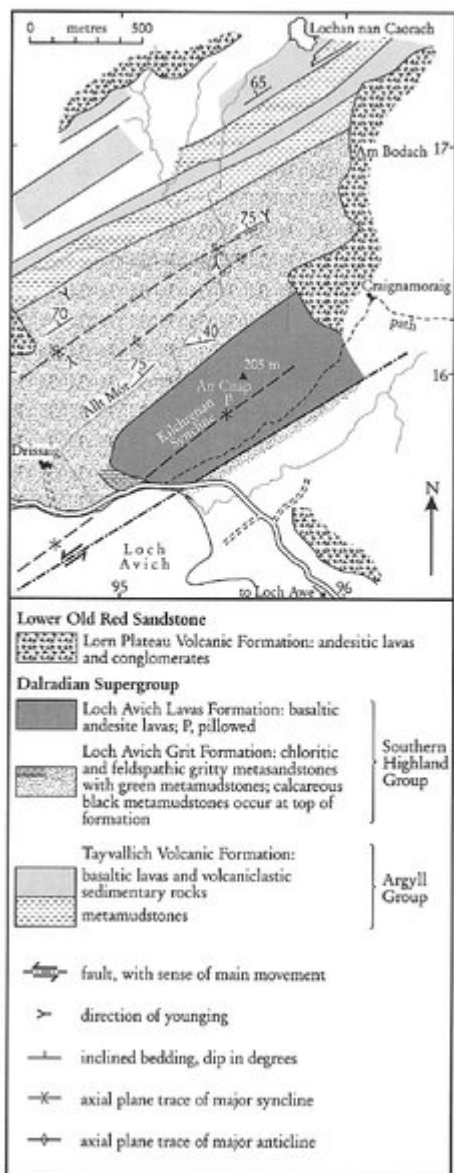 0 metres 500
Lochan nan Caorach
65
17
Am Bodach
75
Craignamoraig
70
path
40
75
205 m
16
Allt Mór
An Cnap
P
Kilchegnan
Syncline
Drissaig
N
Loch
Avich
95
to Loch Awe
96
Lower Old Red Sandstone
Lorn Plateau Volcanic Formation: andesitic lavas
and conglomerates
Dalradian Supergroup
Loch Avich Lavas Formation: basaltic
andesite lavas; P, pillowed
Loch Avich Grit Formation: chloritic
and feldspathic gritty metasandstones
with green metamudstones; calcareous
black metamudstones occur at top of
formation
Southern
Highland
Group
Tayvallich Volcanic Formation:
basaltic lavas and volcaniclastic
sedimentary rocks
metamudstones
Argyll
Group
fault, with sense of main movement
direction of younging
inclined bedding, dip in degrees
axial plane trace of major syncline
axial plane trace of major anticline